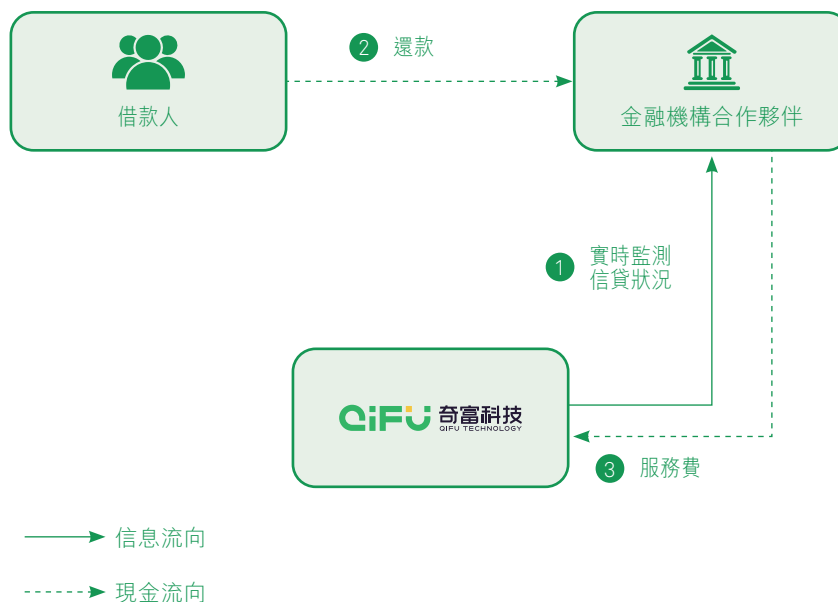 2 還款
借款人
金融機構合作夥伴
1 實時監測
信貸狀況
QiFU 奇富科技
QIFU TECHNOLOGY
3 服務費
信息流向
現金流向